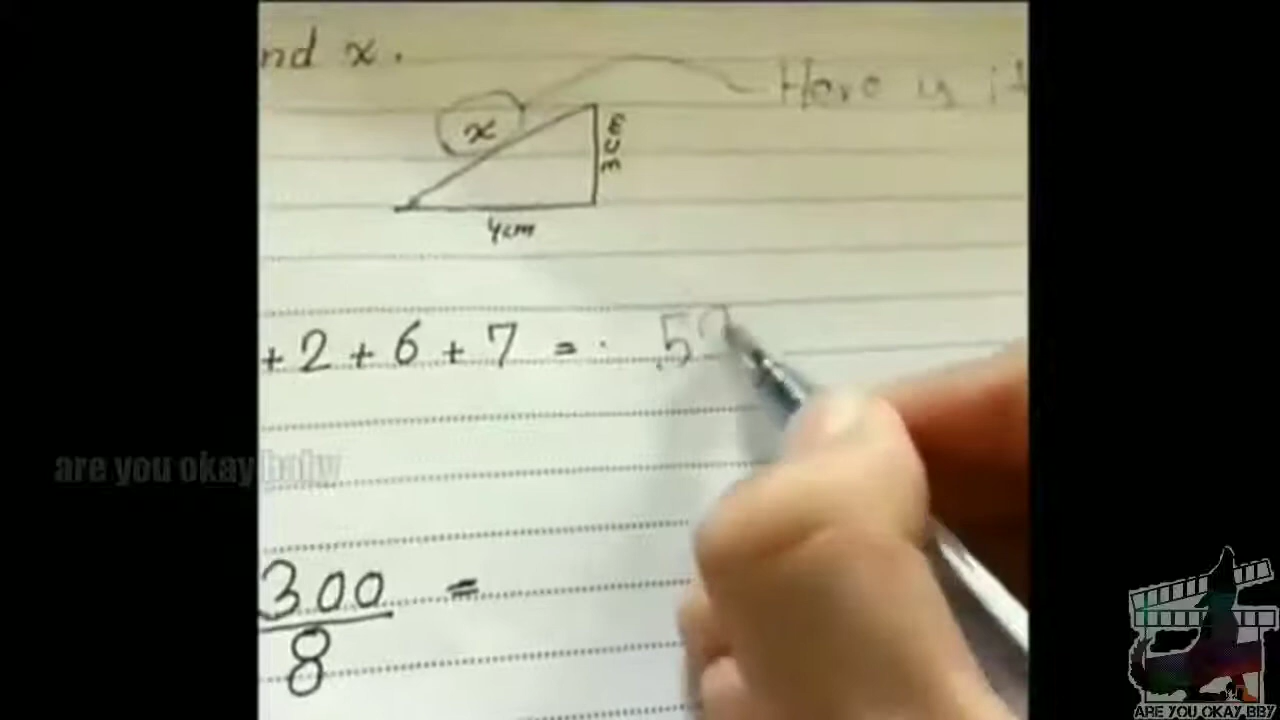 nd x.
Here is it
x
3cm
4cm
+ 2 + 6 + 7 = 
5
are you okay baby
300
=
8
ARE YOU OKAY BBY